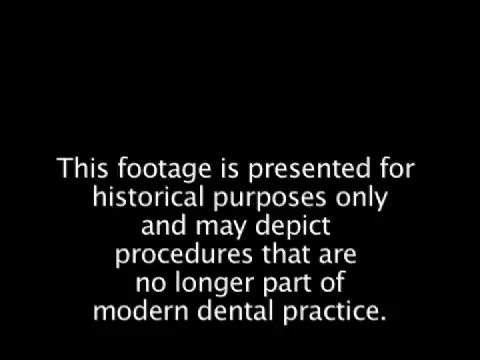 This footage is presented for
historical purposes only
and may depict
procedures that are
no longer part of
modern dental practice.